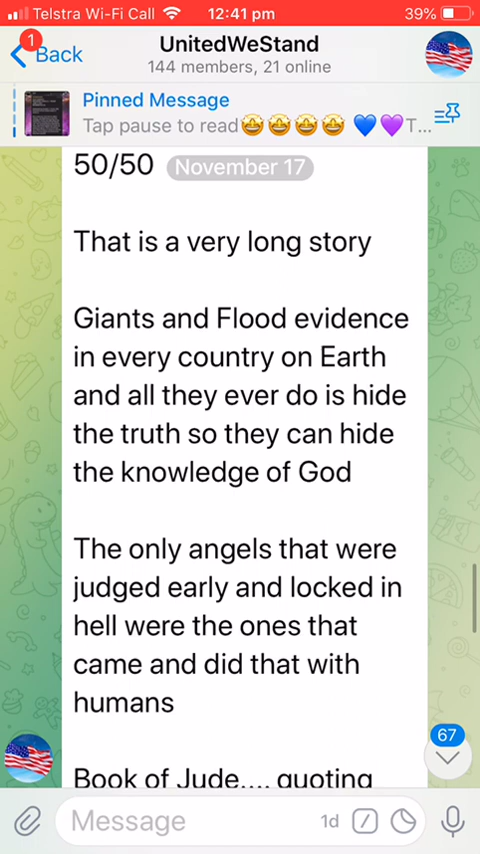 Telstra Wi-Fi Call 12:41 pm 39%
1
Back
UnitedWeStand
144 members, 21 online
Pinned Message
Tap pause to read🤩🤩🤩🤩 💙💜T...
50/50 November 17
That is a very long story
Giants and Flood evidence
in every country on Earth
and all they ever do is hide
the truth so they can hide
the knowledge of God
The only angels that were
judged early and locked in
hell were the ones that
came and did that with
humans
67
Book of Jude.... quoting
Message 1d